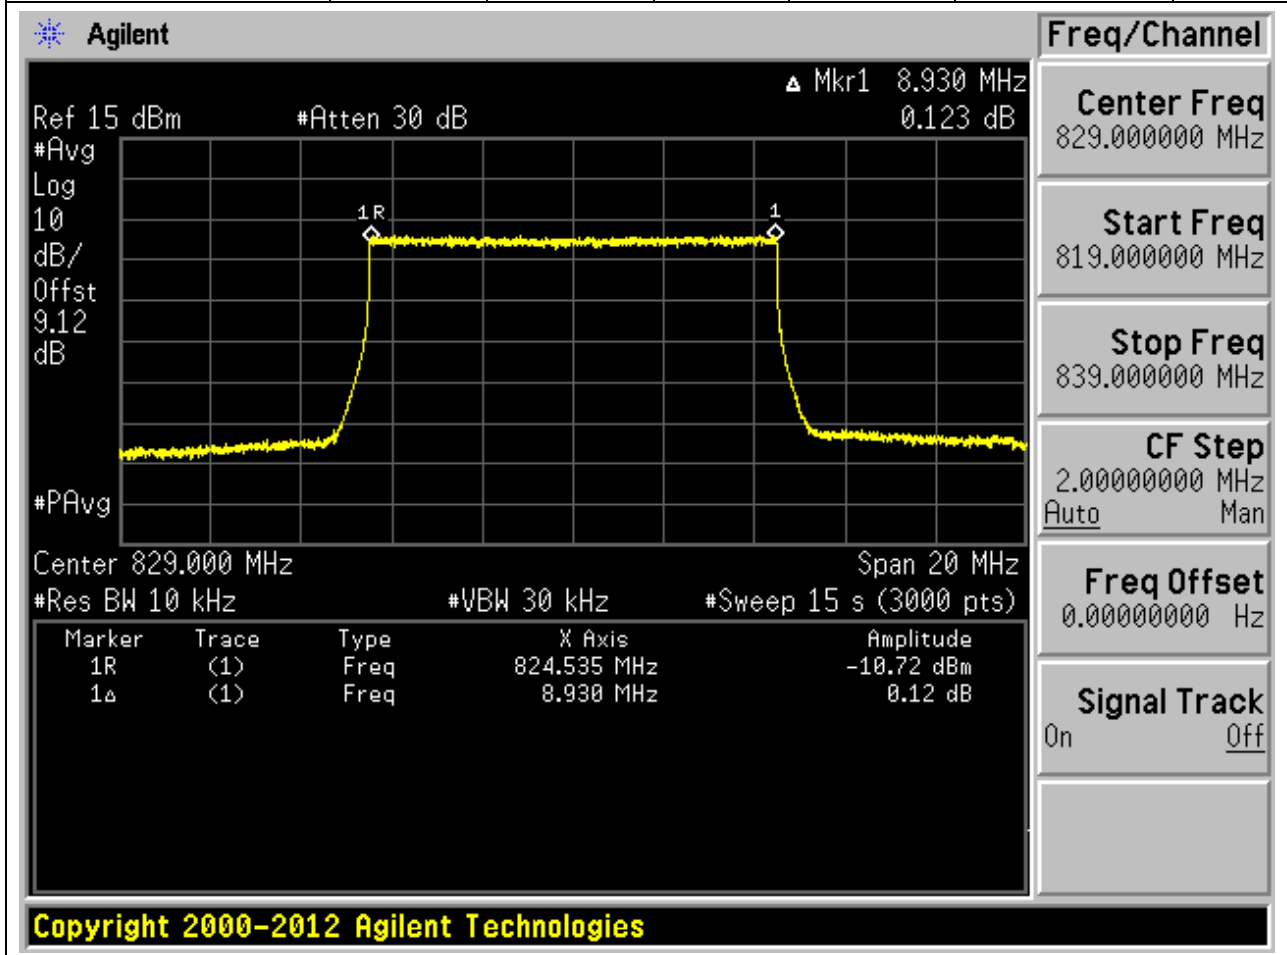 Agilent
Freq/Channel
Δ Mkr1 8.930 MHz
Ref 15 dBm #Atten 30 dB 0.123 dB
#Avg
Log
10
dB/
Offst
9.12
dB
#PAvg
1R
1
Center 829.000 MHz Span 20 MHz
#Res BW 10 kHz #VBW 30 kHz #Sweep 15 s (3000 pts)
Marker Trace Type X Axis Amplitude
1R (1) Freq 824.535 MHz -10.72 dBm
1Δ (1) Freq 8.930 MHz 0.12 dB
Center Freq
829.000000 MHz
Start Freq
819.000000 MHz
Stop Freq
839.000000 MHz
CF Step
2.00000000 MHz
Auto Man
Freq Offset
0.00000000 Hz
Signal Track
On Off
Copyright 2000-2012 Agilent Technologies